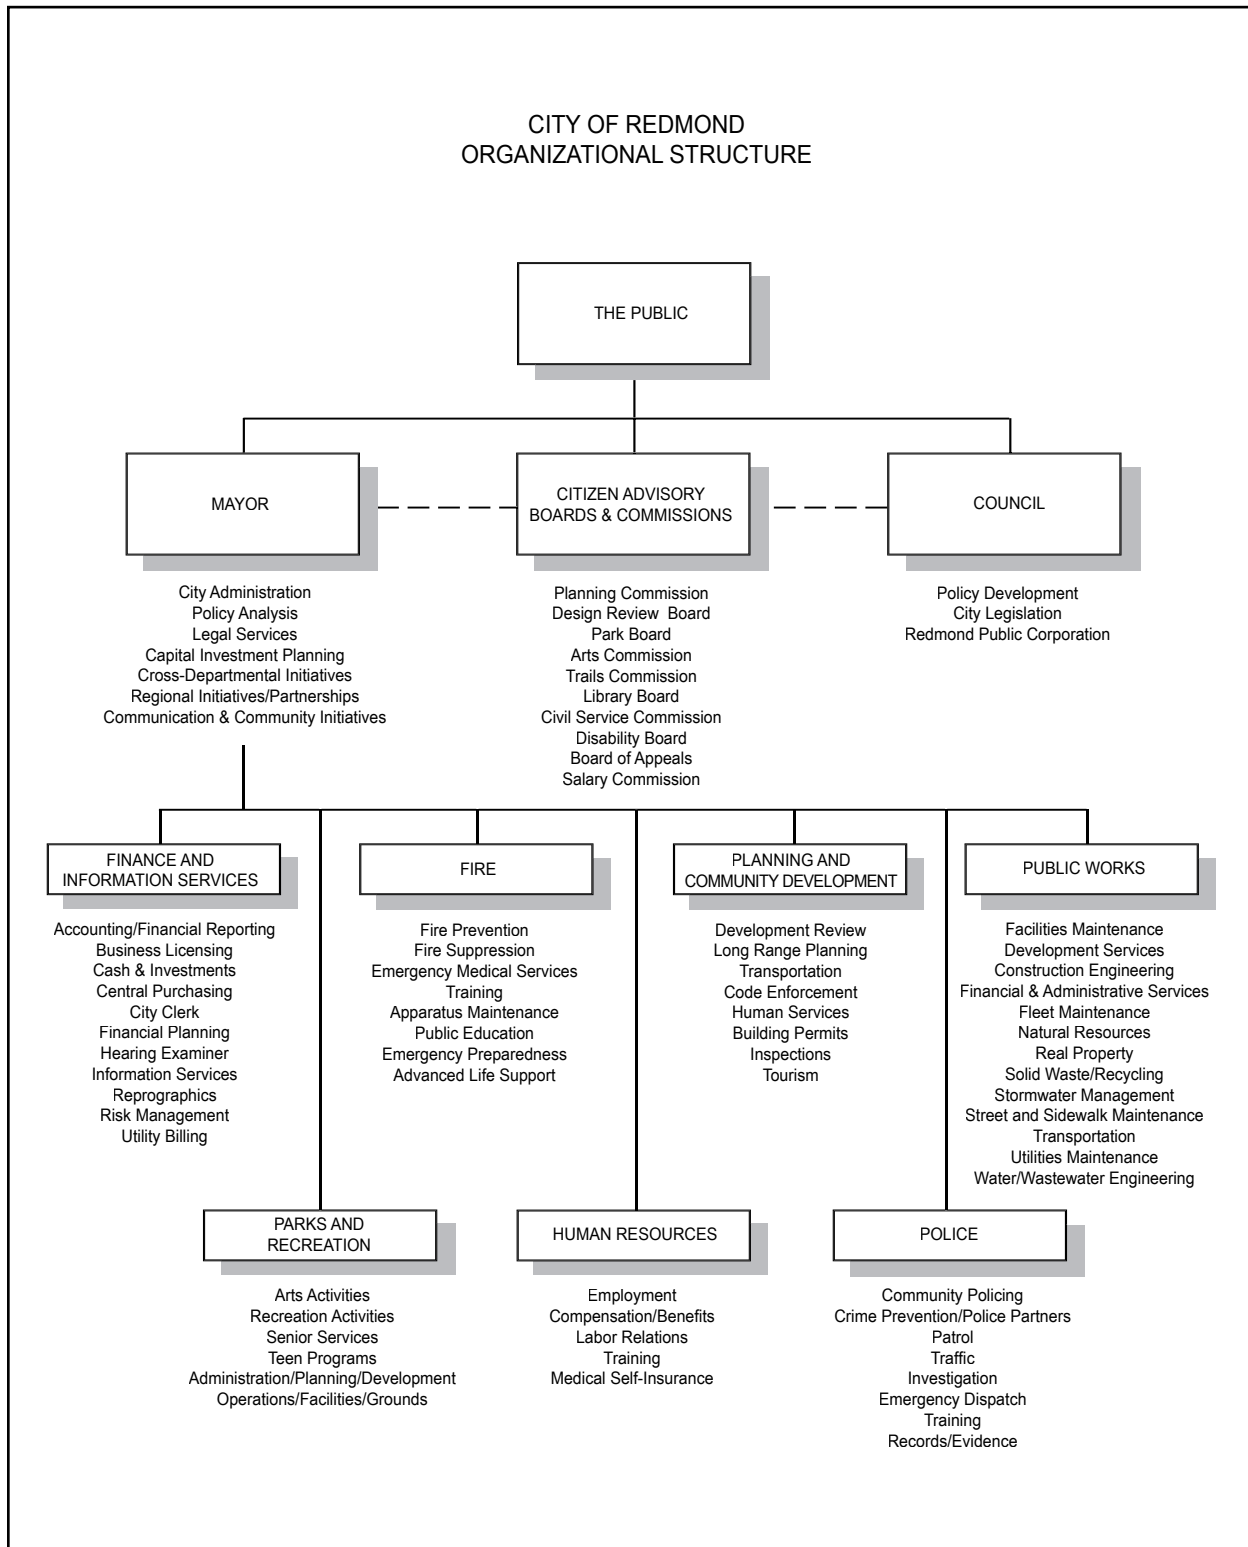 CITY OF REDMOND
ORGANIZATIONAL STRUCTURE
THE PUBLIC
MAYOR
City Administration
Policy Analysis
Legal Services
Capital Investment Planning
Cross-Departmental Initiatives
Regional Initiatives/Partnerships
Communication & Community Initiatives
CITIZEN ADVISORY
BOARDS & COMMISSIONS
Planning Commission
Design Review Board
Park Board
Arts Commission
Trails Commission
Library Board
Civil Service Commission
Disability Board
Board of Appeals
Salary Commission
COUNCIL
Policy Development
City Legislation
Redmond Public Corporation
FINANCE AND
INFORMATION SERVICES
Accounting/Financial Reporting
Business Licensing
Cash & Investments
Central Purchasing
City Clerk
Financial Planning
Hearing Examiner
Information Services
Reprographics
Risk Management
Utility Billing
FIRE
Fire Prevention
Fire Suppression
Emergency Medical Services
Training
Apparatus Maintenance
Public Education
Emergency Preparedness
Advanced Life Support
PLANNING AND
COMMUNITY DEVELOPMENT
Development Review
Long Range Planning
Transportation
Code Enforcement
Human Services
Building Permits
Inspections
Tourism
PUBLIC WORKS
Facilities Maintenance
Development Services
Construction Engineering
Financial & Administrative Services
Fleet Maintenance
Natural Resources
Real Property
Solid Waste/Recycling
Stormwater Management
Street and Sidewalk Maintenance
Transportation
Utilities Maintenance
Water/Wastewater Engineering
PARKS AND
RECREATION
Arts Activities
Recreation Activities
Senior Services
Teen Programs
Administration/Planning/Development
Operations/Facilities/Grounds
HUMAN RESOURCES
Employment
Compensation/Benefits
Labor Relations
Training
Medical Self-Insurance
POLICE
Community Policing
Crime Prevention/Police Partners
Patrol
Traffic
Investigation
Emergency Dispatch
Training
Records/Evidence